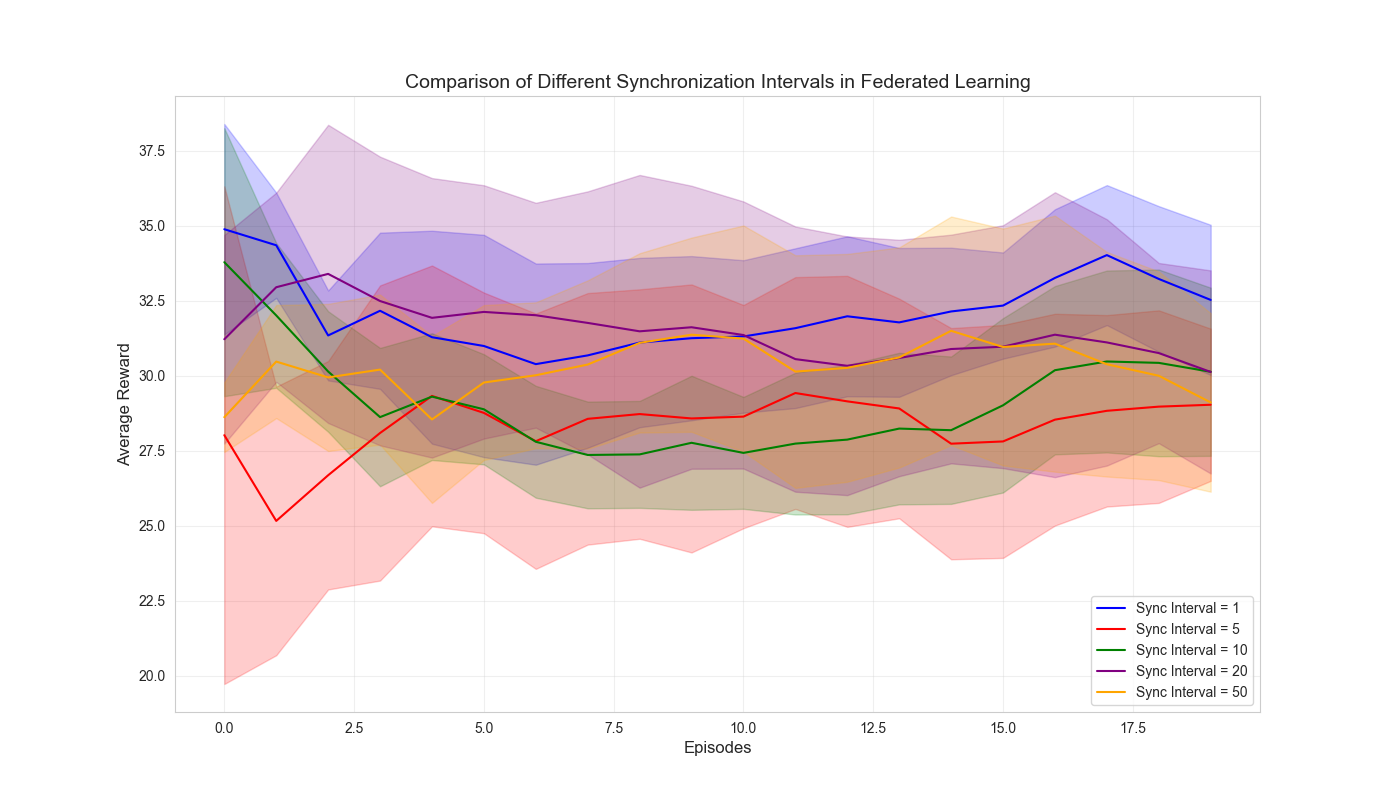 Comparison of Different Synchronization Intervals in Federated Learning
Average Reward
37.5
35.0
32.5
30.0
27.5
25.0
22.5
20.0
0.0 2.5 5.0 7.5 10.0 12.5 15.0 17.5
Episodes
Sync Interval = 1
Sync Interval = 5
Sync Interval = 10
Sync Interval = 20
Sync Interval = 50